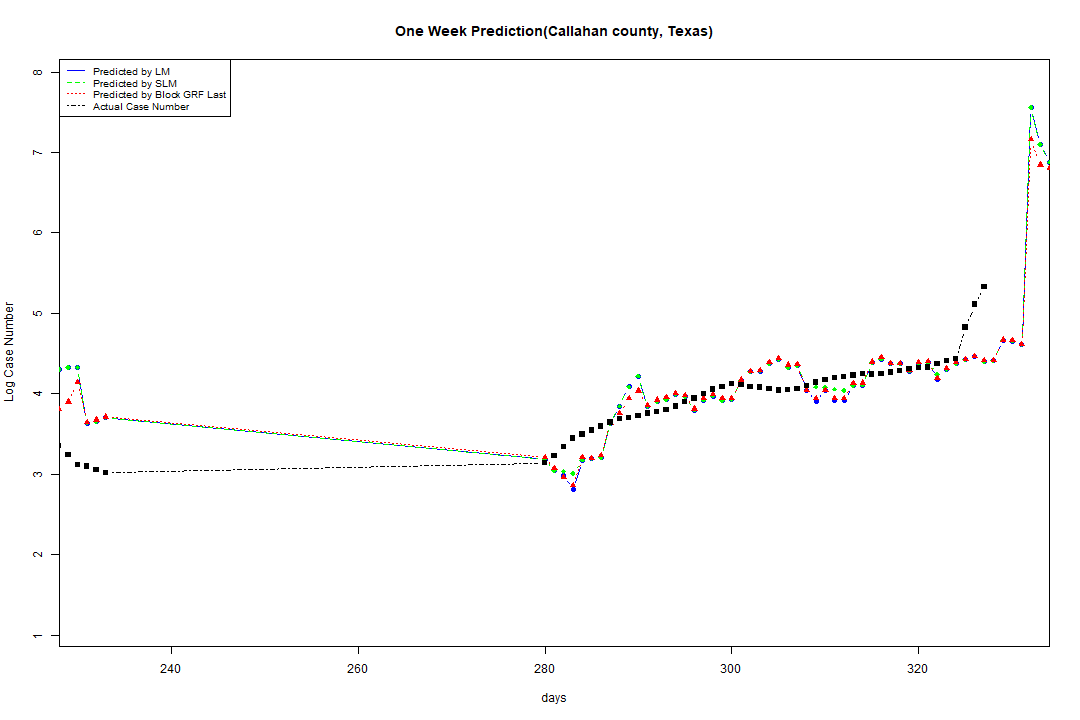 One Week Prediction(Callahan county, Texas)
Predicted by LM
Predicted by SLM
Predicted by Block GRF Last
Actual Case Number
8
7
6
5
4
3
2
1
Log Case Number
240 260 280 300 320
days